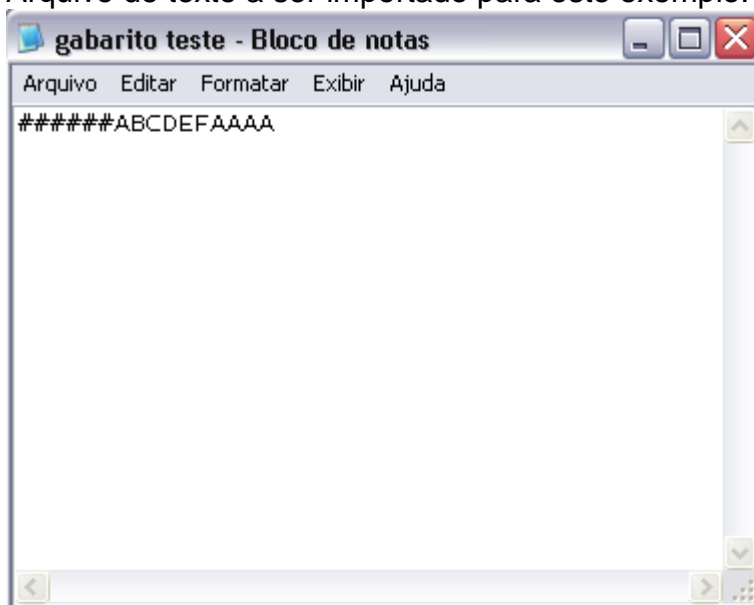 Arquivo de texto a ser importado para este exemplo.
gabarito teste - Bloco de notas
Arquivo Editar Formatar Exibir Ajuda
######ABCDEFAAAA